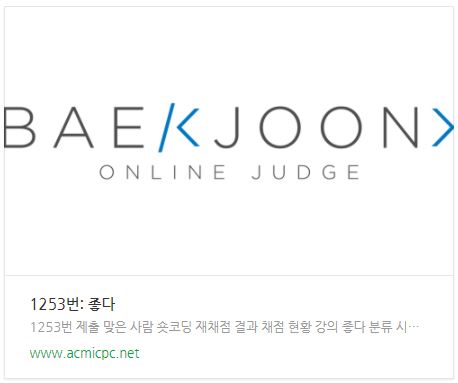 BAEKJOON
ONLINE JUDGE
1253번: 좋다
1253번 제출 맞은 사람 숏코딩 재채점 결과 채점 현황 강의 좋다 분류 시…
www.acmicpc.net